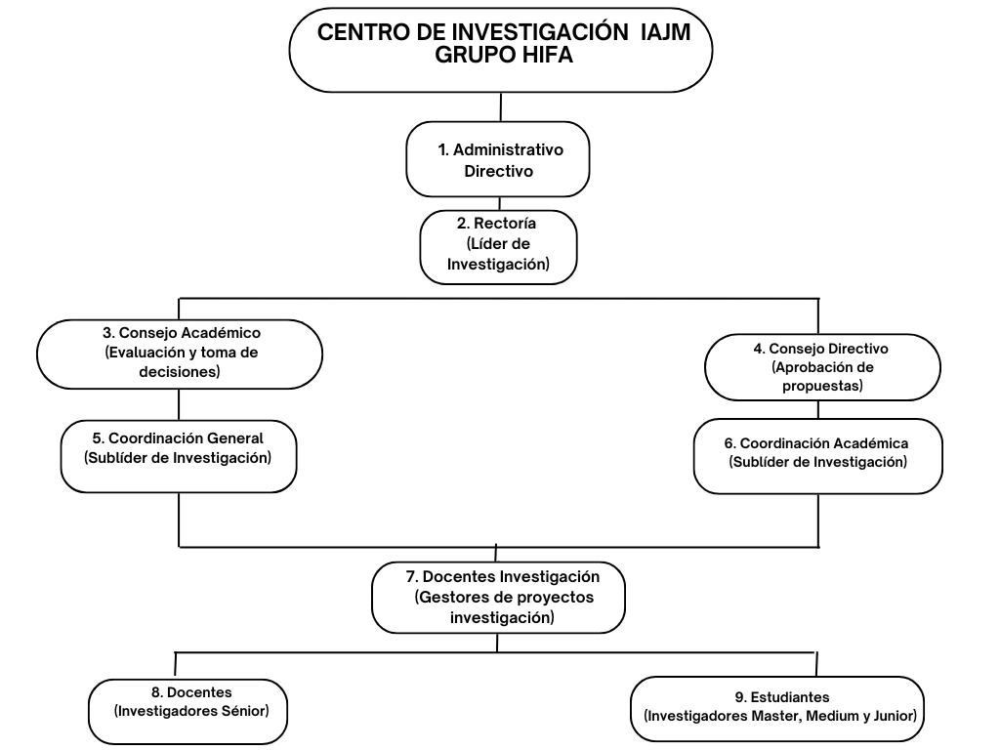 CENTRO DE INVESTIGACIÓN IAJM
GRUPO HIFA
1. Administrativo
Directivo
2. Rectoría
(Líder de
Investigación)
3. Consejo Académico
(Evaluación y toma de
decisiones)
4. Consejo Directivo
(Aprobación de
propuestas)
5. Coordinación General
(Sublíder de Investigación)
6. Coordinación Académica
(Sublíder de Investigación)
7. Docentes Investigación
(Gestores de proyectos
investigación)
8. Docentes
(Investigadores Sénior)
9. Estudiantes
(Investigadores Master, Medium y Junior)